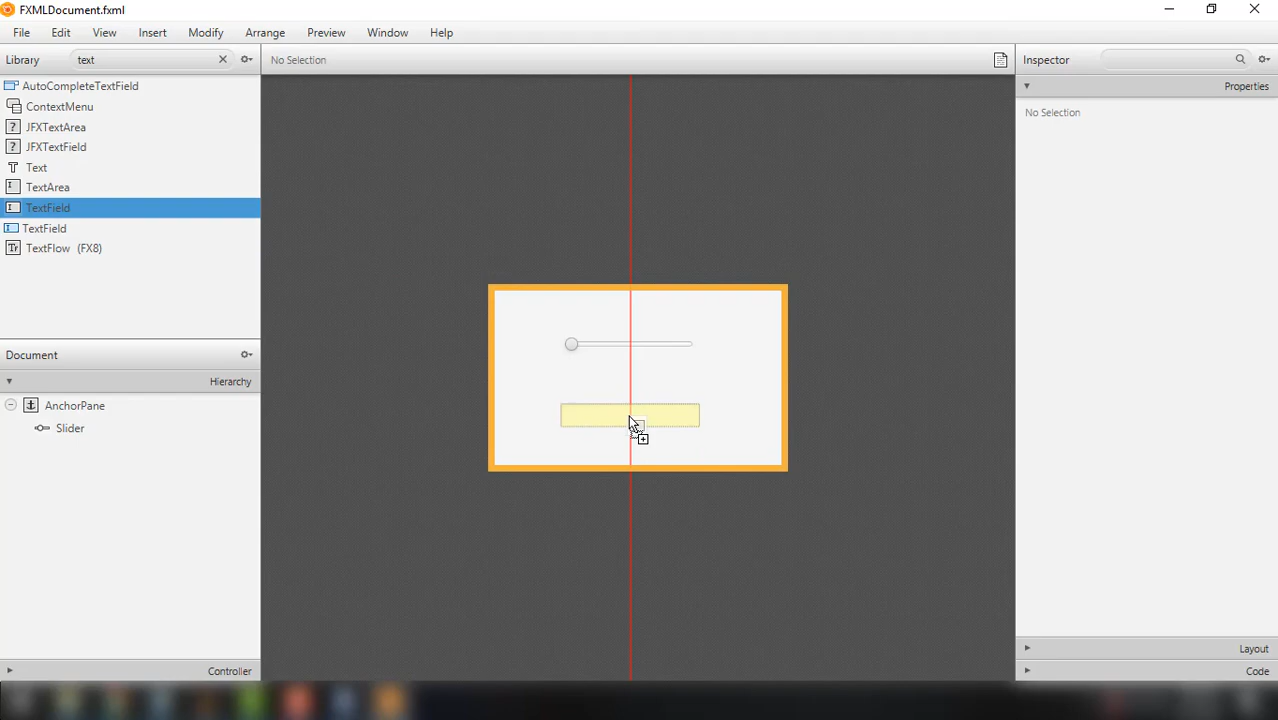 FXMLDocument.fxml
File Edit View Insert Modify Arrange Preview Window Help
Library text
No Selection
Inspector
AutoCompleteTextField
ContextMenu
JFXTextArea
JFXTextField
Text
TextArea
TextField
TextField
TextFlow (FX8)
Document
Hierarchy
AnchorPane
Slider
Controller
Properties
No Selection
Layout
Code